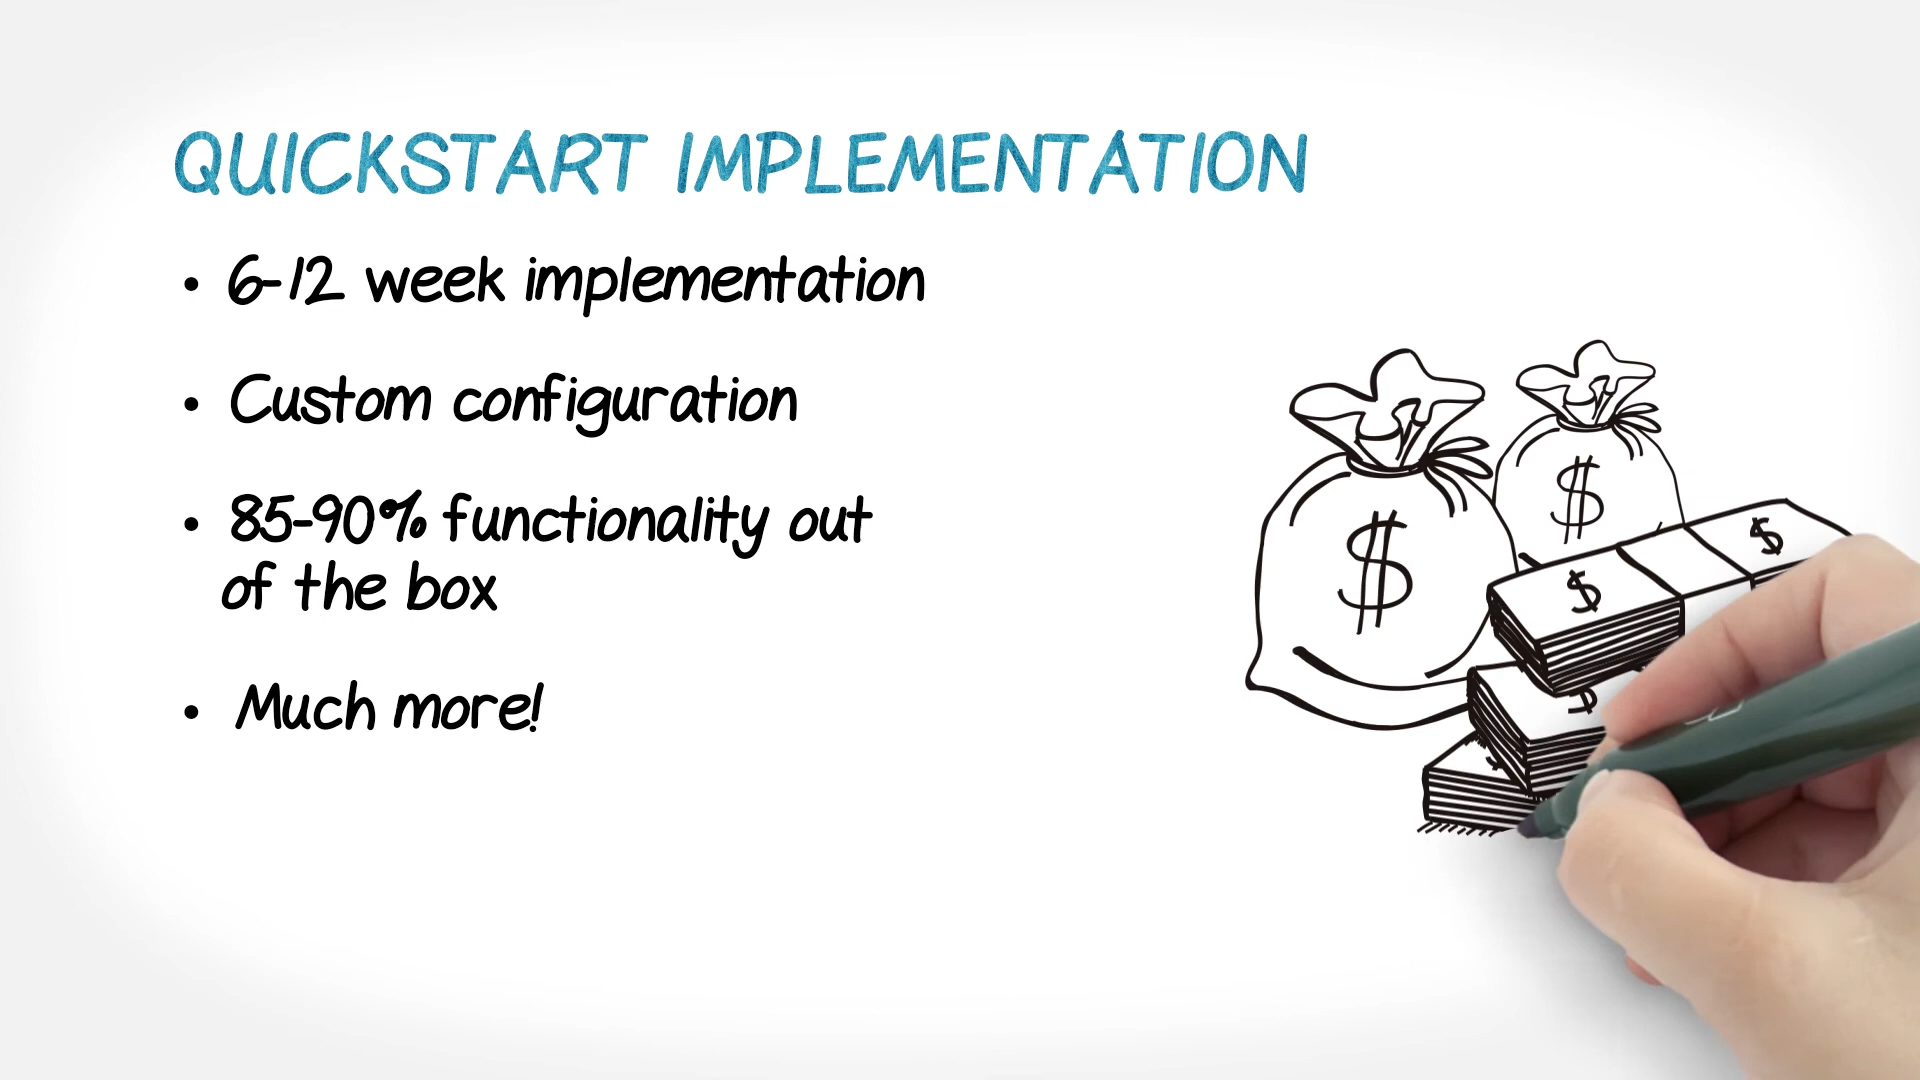 QUICKSTART IMPLEMENTATION
• 6-12 week implementation
• Custom configuration
• 85-90% functionality out
of the box
• Much more!
$
$
$
$
$